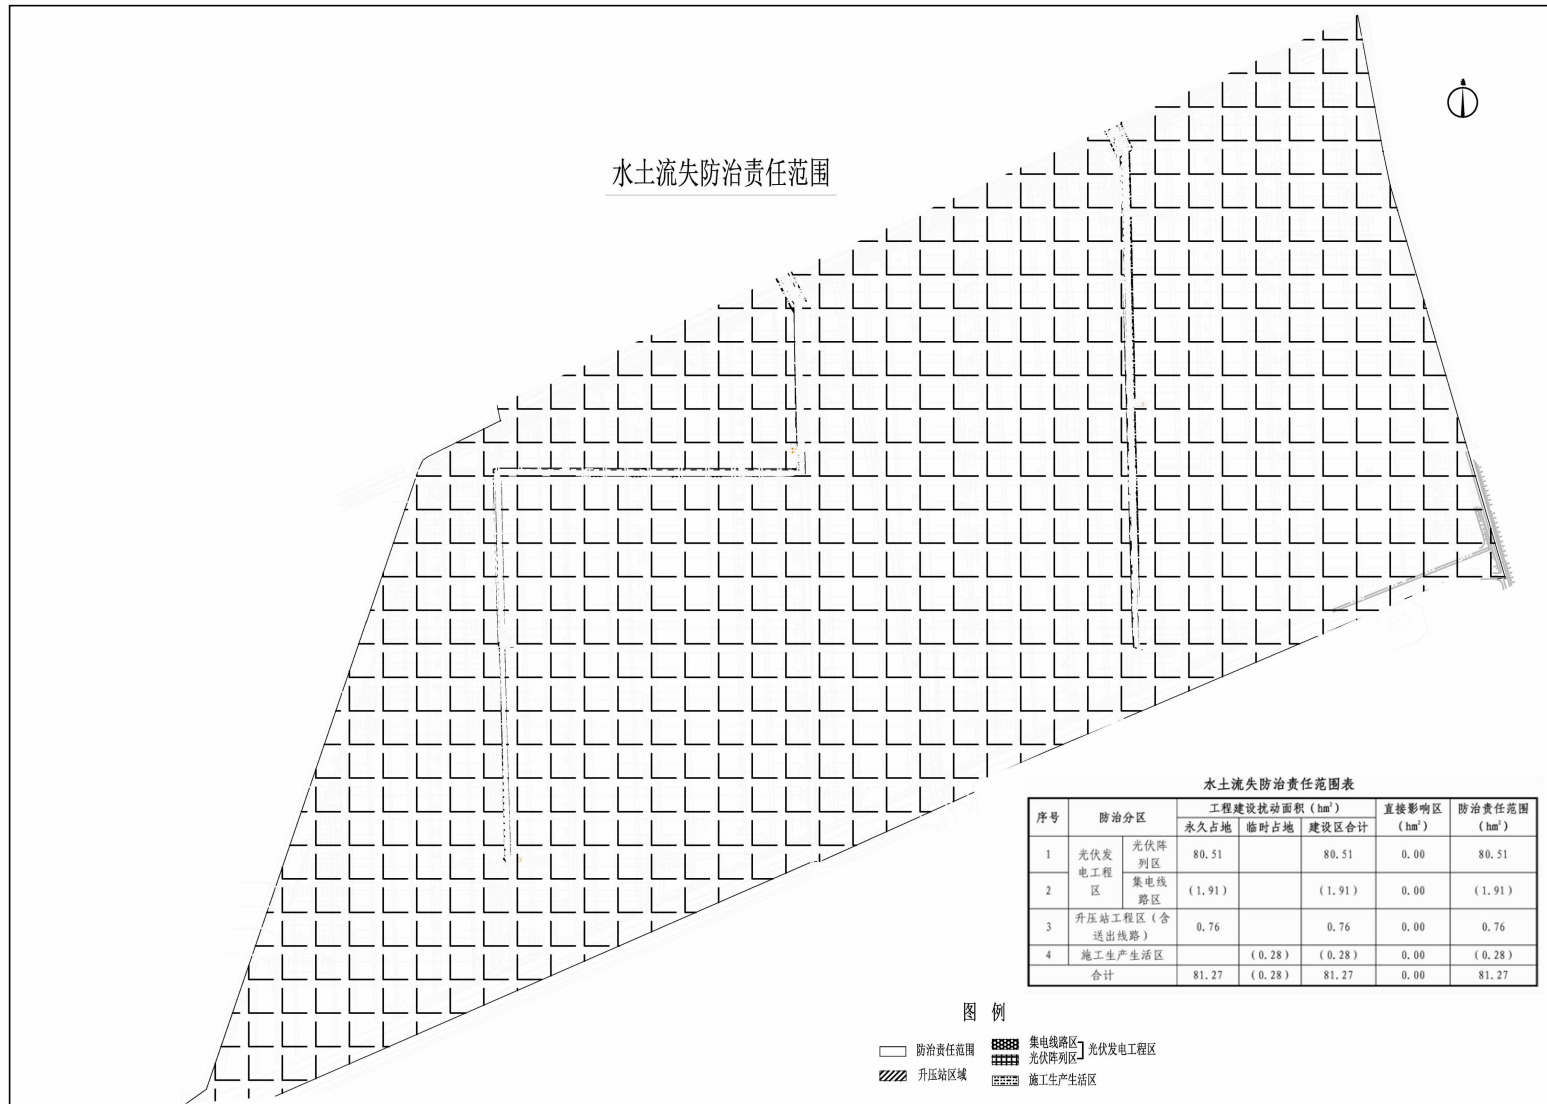 水土流失防治责任范围
水土流失防治责任范围表
序号 防治分区 工程建设扰动面积（hm²） 直接影响区（hm²） 防治责任范围（hm²）
永久占地 临时占地 建设区合计
1 光伏发电工程区 光伏阵列区 80.51 80.51 0.00 80.51
2 集电线路区 (1.91) (1.91) 0.00 (1.91)
3 升压站工程区（含送出线路） 0.76 0.76 0.00 0.76
4 施工生产生活区 (0.28) (0.28) 0.00 (0.28)
合计 81.27 (0.28) 81.27 0.00 81.27
图 例
防治责任范围
集电线路区
光伏阵列区
光伏发电工程区
升压站区域
施工生产生活区